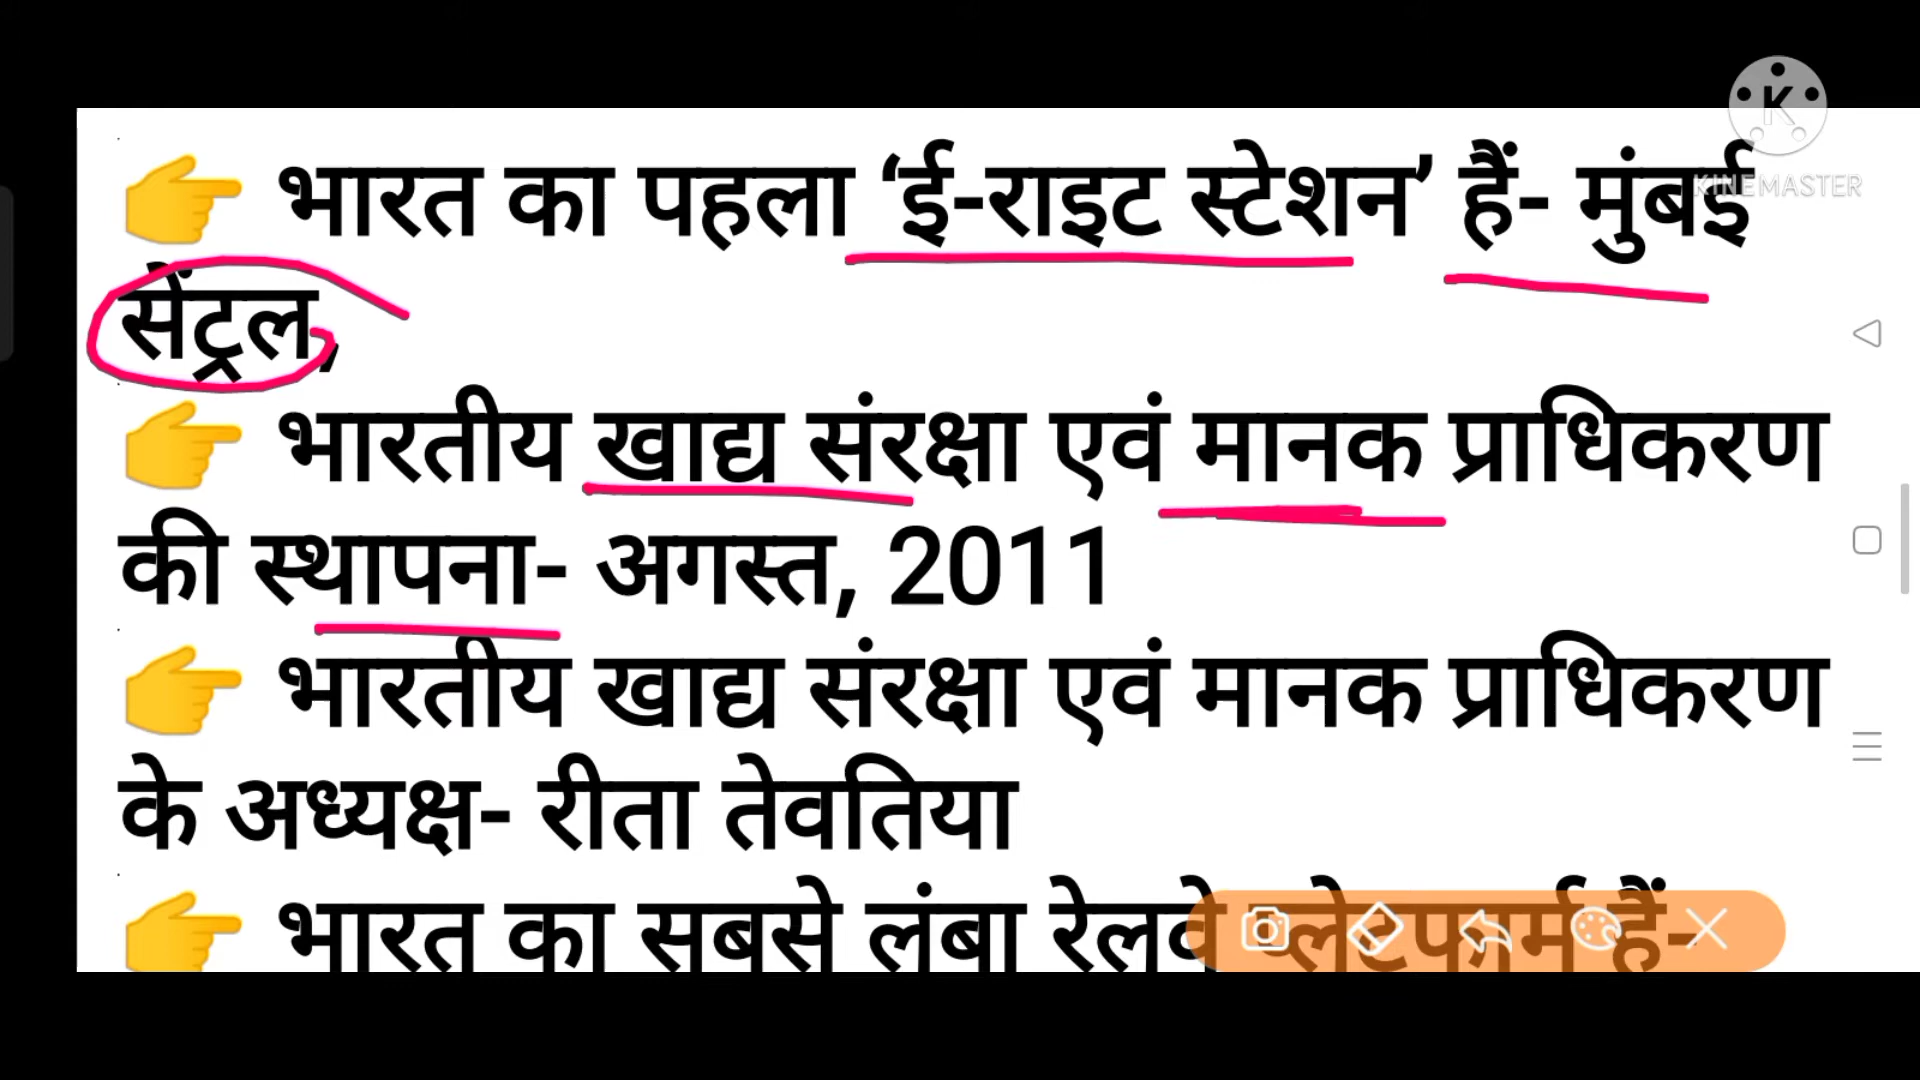 👉 भारत का पहला ‘ई-राइट स्टेशन’ हैं- मुंबई
सेंट्रल,
👉 भारतीय खाद्य संरक्षा एवं मानक प्राधिकरण
की स्थापना- अगस्त, 2011
👉 भारतीय खाद्य संरक्षा एवं मानक प्राधिकरण
के अध्यक्ष- रीता तेवतिया
👉 भारत का सबसे लंबा रेलवे प्लेटफार्म हैं-
K
KINEMASTER